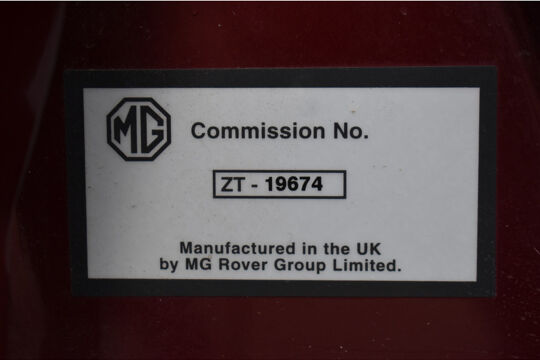 MG
Commission No.
ZT - 19674
Manufactured in the UK
by MG Rover Group Limited.